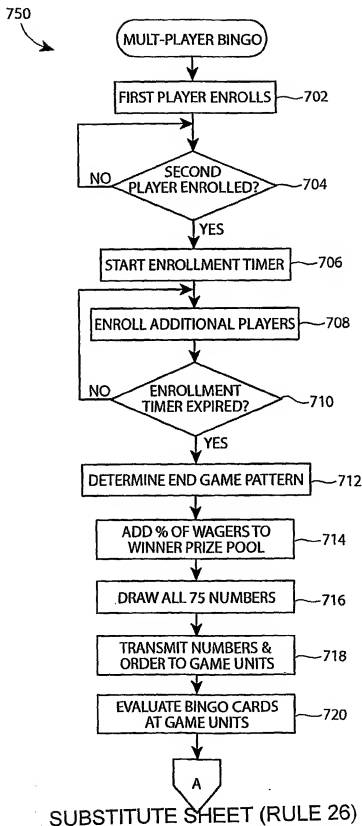 750
MULT-PLAYER BINGO
FIRST PLAYER ENROLLS
702
SECOND
PLAYER ENROLLED?
704
NO
YES
START ENROLLMENT TIMER
706
ENROLL ADDITIONAL PLAYERS
708
ENROLLMENT
TIMER EXPIRED?
710
NO
YES
DETERMINE END GAME PATTERN
712
ADD % OF WAGERS TO
WINNER PRIZE POOL
714
DRAW ALL 75 NUMBERS
716
TRANSMIT NUMBERS &
ORDER TO GAME UNITS
718
EVALUATE BINGO CARDS
AT GAME UNITS
720
A
SUBSTITUTE SHEET (RULE 26)